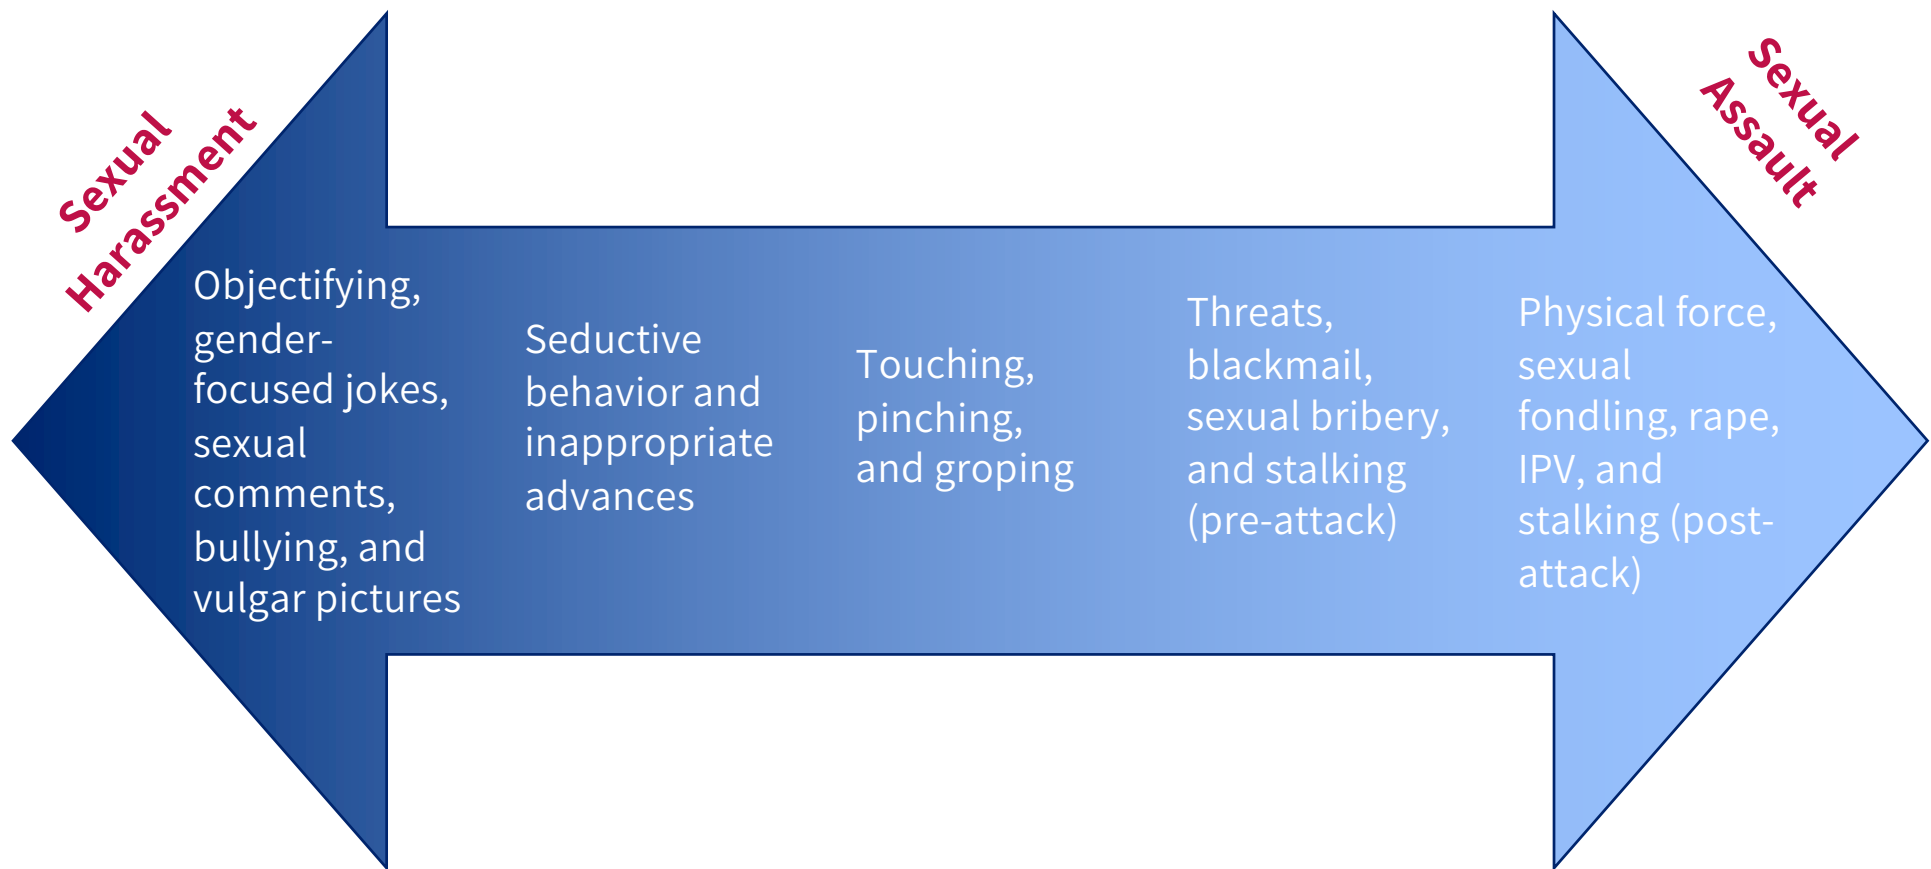 Sexual
Harassment
Sexual
Assault
Objectifying,
gender-
focused jokes,
sexual
comments,
bullying, and
vulgar pictures
Seductive
behavior and
inappropriate
advances
Touching,
pinching,
and groping
Threats,
blackmail,
sexual bribery,
and stalking
(pre-attack)
Physical force,
sexual
fondling, rape,
IPV, and
stalking (post-
attack)